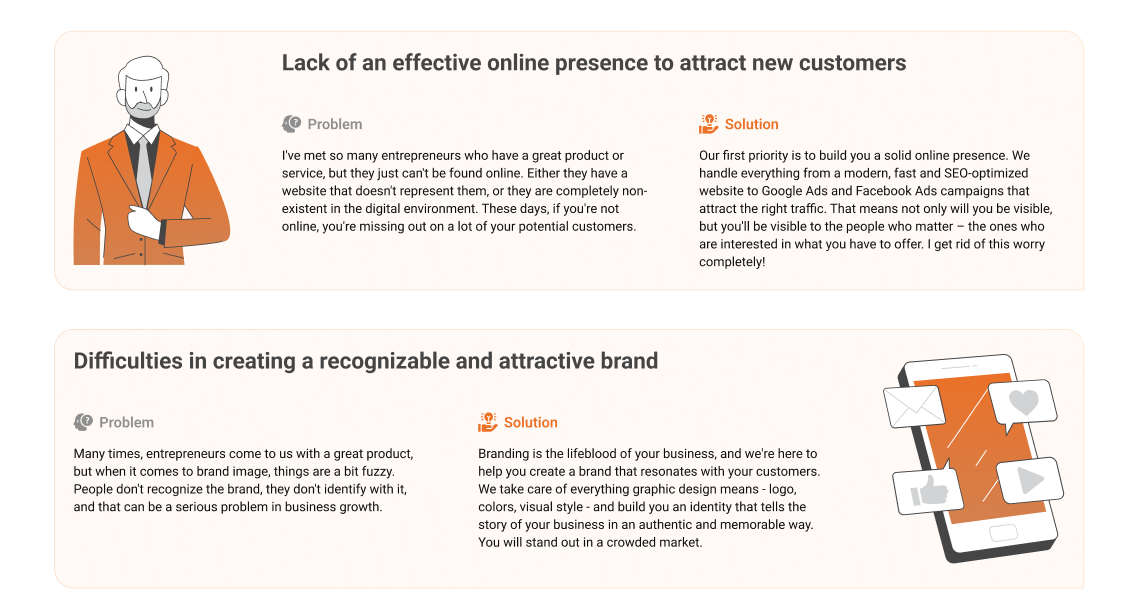 Lack of an effective online presence to attract new customers
Problem
I've met so many entrepreneurs who have a great product or
service, but they just can't be found online. Either they have a
website that doesn't represent them, or they are completely non-
existent in the digital environment. These days, if you're not
online, you're missing out on a lot of your potential customers.
Solution
Our first priority is to build you a solid online presence. We
handle everything from a modern, fast and SEO-optimized
website to Google Ads and Facebook Ads campaigns that
attract the right traffic. That means not only will you be visible,
but you'll be visible to the people who matter – the ones who
are interested in what you have to offer. I get rid of this worry
completely!
Difficulties in creating a recognizable and attractive brand
Problem
Many times, entrepreneurs come to us with a great product,
but when it comes to brand image, things are a bit fuzzy.
People don't recognize the brand, they don't identify with it,
and that can be a serious problem in business growth.
Solution
Branding is the lifeblood of your business, and we're here to
help you create a brand that resonates with your customers.
We take care of everything graphic design means - logo,
colors, visual style - and build you an identity that tells the
story of your business in an authentic and memorable way.
You will stand out in a crowded market.